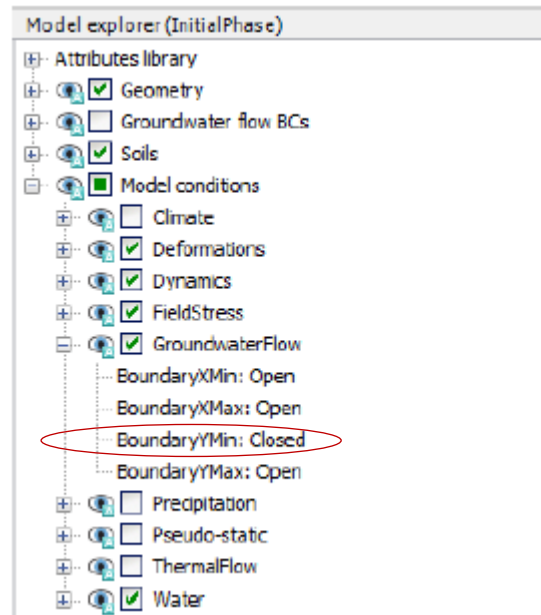 Model explorer (InitialPhase)
Attributes library
Geometry
Groundwater flow BCs
Soils
Model conditions
Climate
Deformations
Dynamics
FieldStress
GroundwaterFlow
BoundaryXMin: Open
BoundaryXMax: Open
BoundaryYMin: Closed
BoundaryYMax: Open
Precipitation
Pseudo-static
ThermalFlow
Water